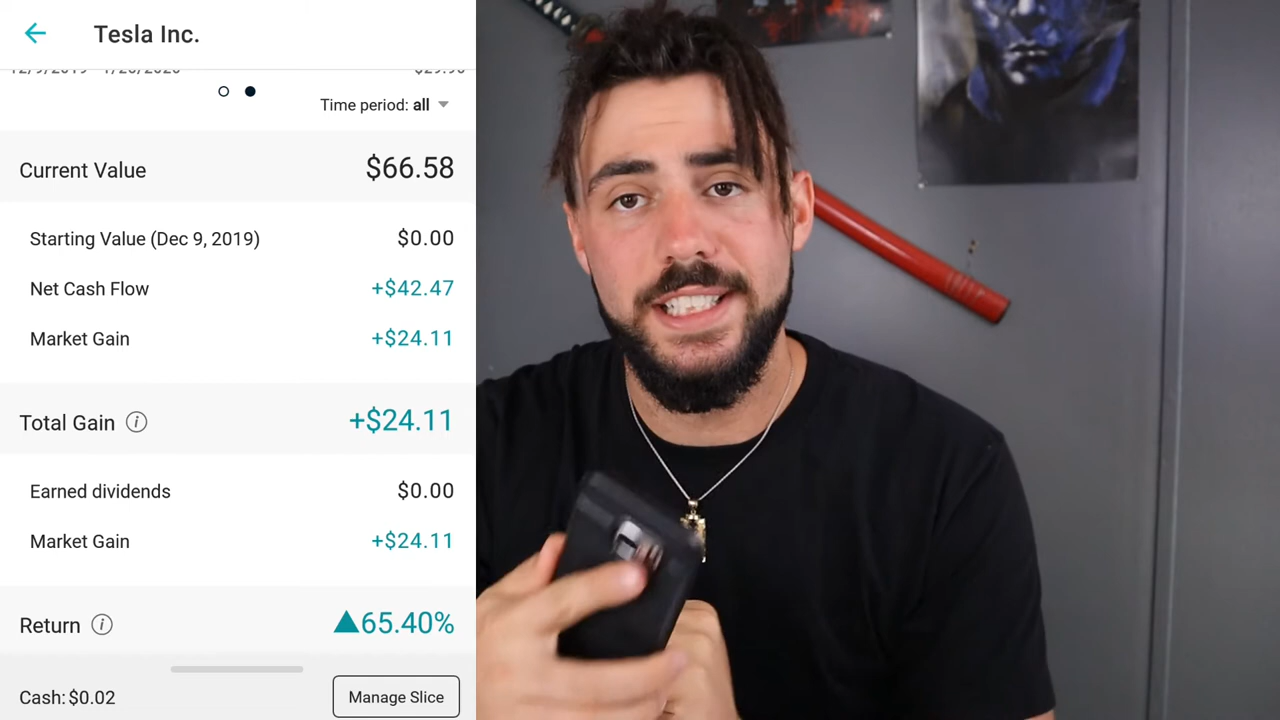 Tesla Inc.
Time period: all
Current Value $66.58
Starting Value (Dec 9, 2019) $0.00
Net Cash Flow +$42.47
Market Gain +$24.11
Total Gain i +$24.11
Earned dividends $0.00
Market Gain +$24.11
Return i ▲65.40%
Cash: $0.02 Manage Slice